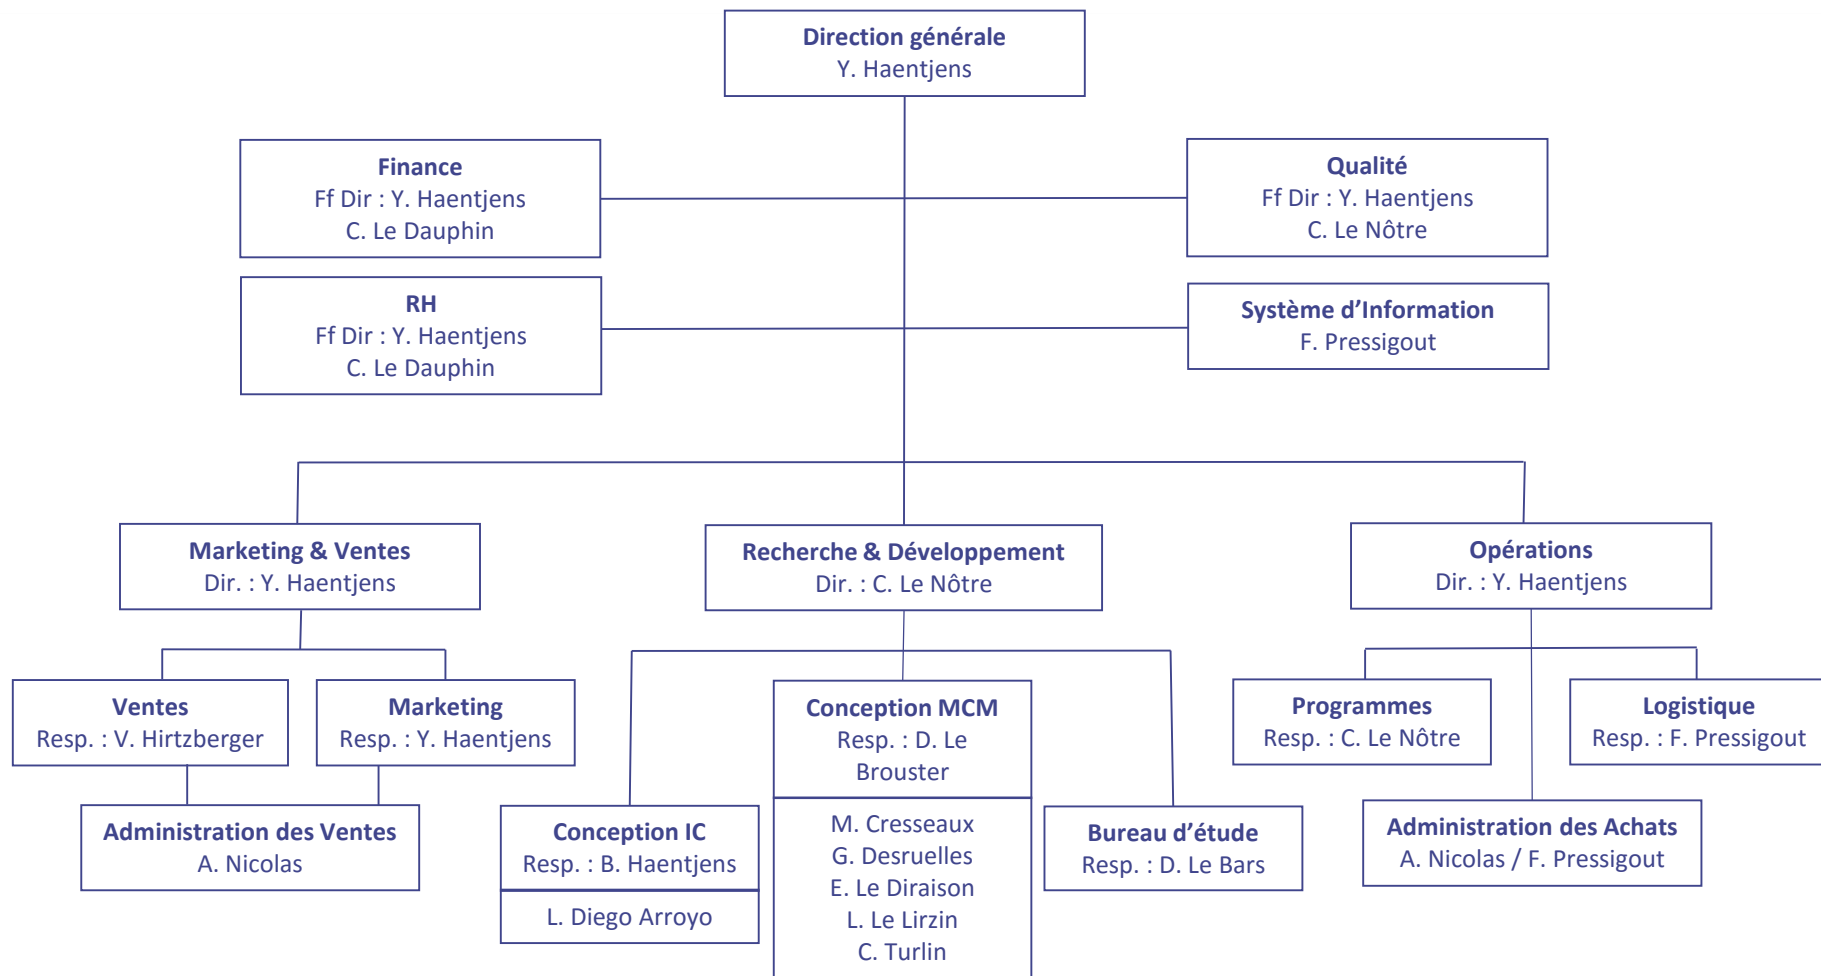 Direction générale
Y. Haentjens
Finance
Ff Dir : Y. Haentjens
C. Le Dauphin
Qualité
Ff Dir : Y. Haentjens
C. Le Nôtre
RH
Ff Dir : Y. Haentjens
C. Le Dauphin
Système d’Information
F. Pressigout
Marketing & Ventes
Dir. : Y. Haentjens
Recherche & Développement
Dir. : C. Le Nôtre
Opérations
Dir. : Y. Haentjens
Ventes
Resp. : V. Hirtzberger
Marketing
Resp. : Y. Haentjens
Administration des Ventes
A. Nicolas
Conception IC
Resp. : B. Haentjens
L. Diego Arroyo
Conception MCM
Resp. : D. Le
Brouster
M. Cresseaux
G. Desruelles
E. Le Diraison
L. Le Lirzin
C. Turlin
Bureau d’étude
Resp. : D. Le Bars
Programmes
Resp. : C. Le Nôtre
Logistique
Resp. : F. Pressigout
Administration des Achats
A. Nicolas / F. Pressigout